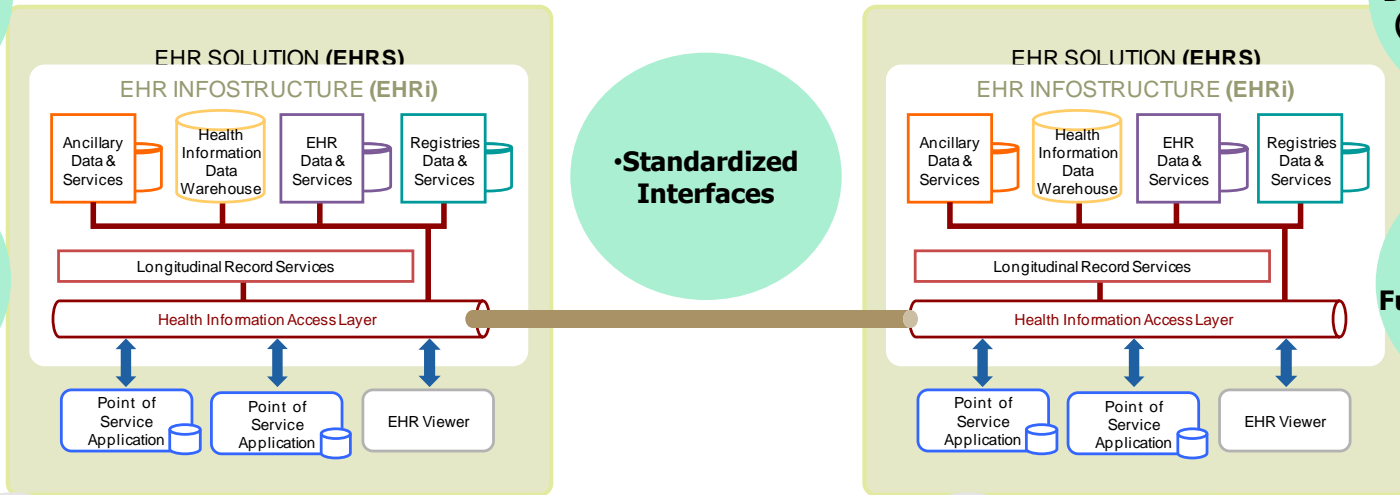 EHR SOLUTION (EHRS)
EHR INFOSTRUCTURE (EHRi)
Ancillary
Data &
Services
Health
Information
Data
Warehouse
EHR
Data &
Services
Registries
Data &
Services
Longitudinal Record Services
Health Information Access Layer
Point of
Service
Application
Point of
Service
Application
EHR Viewer
•Standardized
Interfaces
EHR SOLUTION (EHRS)
EHR INFOSTRUCTURE (EHRi)
Ancillary
Data &
Services
Health
Information
Data
Warehouse
EHR
Data &
Services
Registries
Data &
Services
Longitudinal Record Services
Health Information Access Layer
Point of
Service
Application
Point of
Service
Application
EHR Viewer